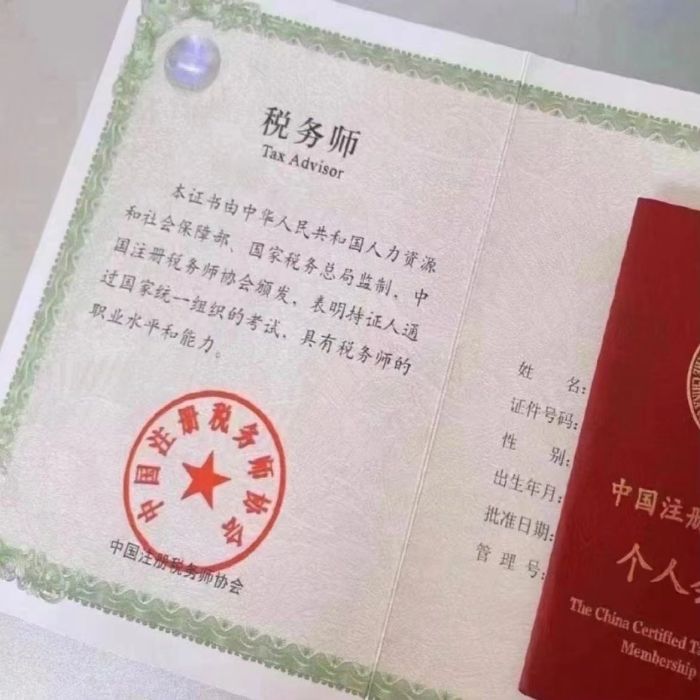 税务师
Tax Advisor
本证书由中华人民共和国人力资源
和社会保障部、国家税务总局监制,中
国注册税务师协会颁发,表明持证人通
过国家统一组织的考试,具有税务师的
职业水平和能力。
中国注册税务师协会
中国注册税务师协会
姓 名:
证件号码:
性 别:
出生年月:
批准日期:
管 理 号:
中国注册
个人会
The China Certified Ta
Membership